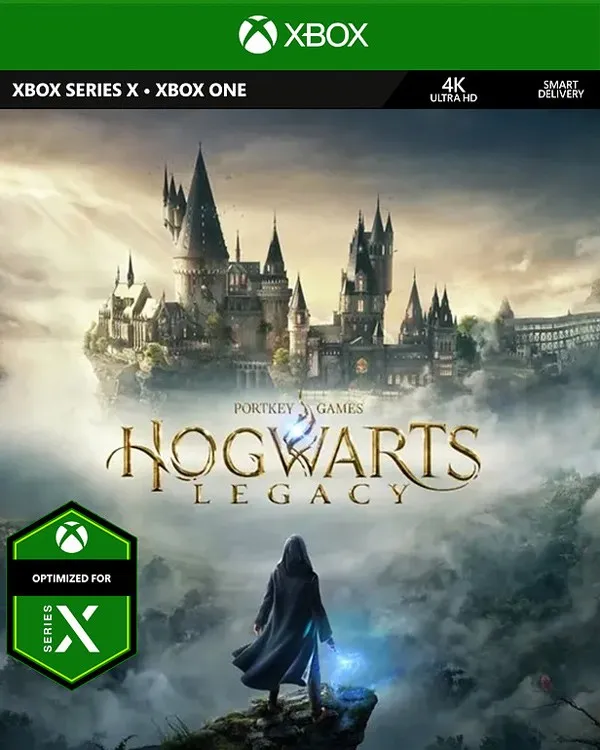 XBOX
XBOX SERIES X • XBOX ONE
4K
ULTRA HD
SMART
DELIVERY
PORTKEY GAMES
HOGWARTS
LEGACY
OPTIMIZED FOR
SERIES X